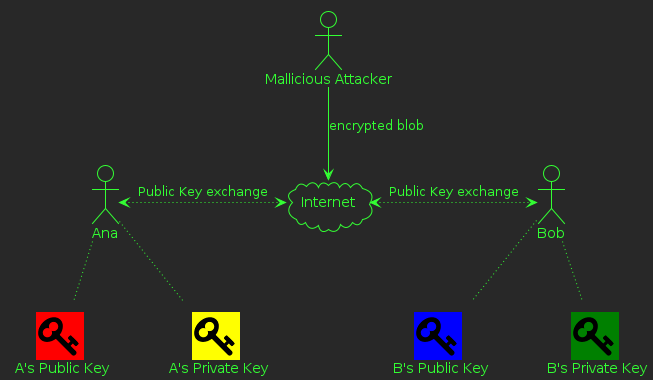 Mallicious Attacker
encrypted blob
Public Key exchange
Public Key exchange
Internet
Ana
Bob
A's Public Key
A's Private Key
B's Public Key
B's Private Key